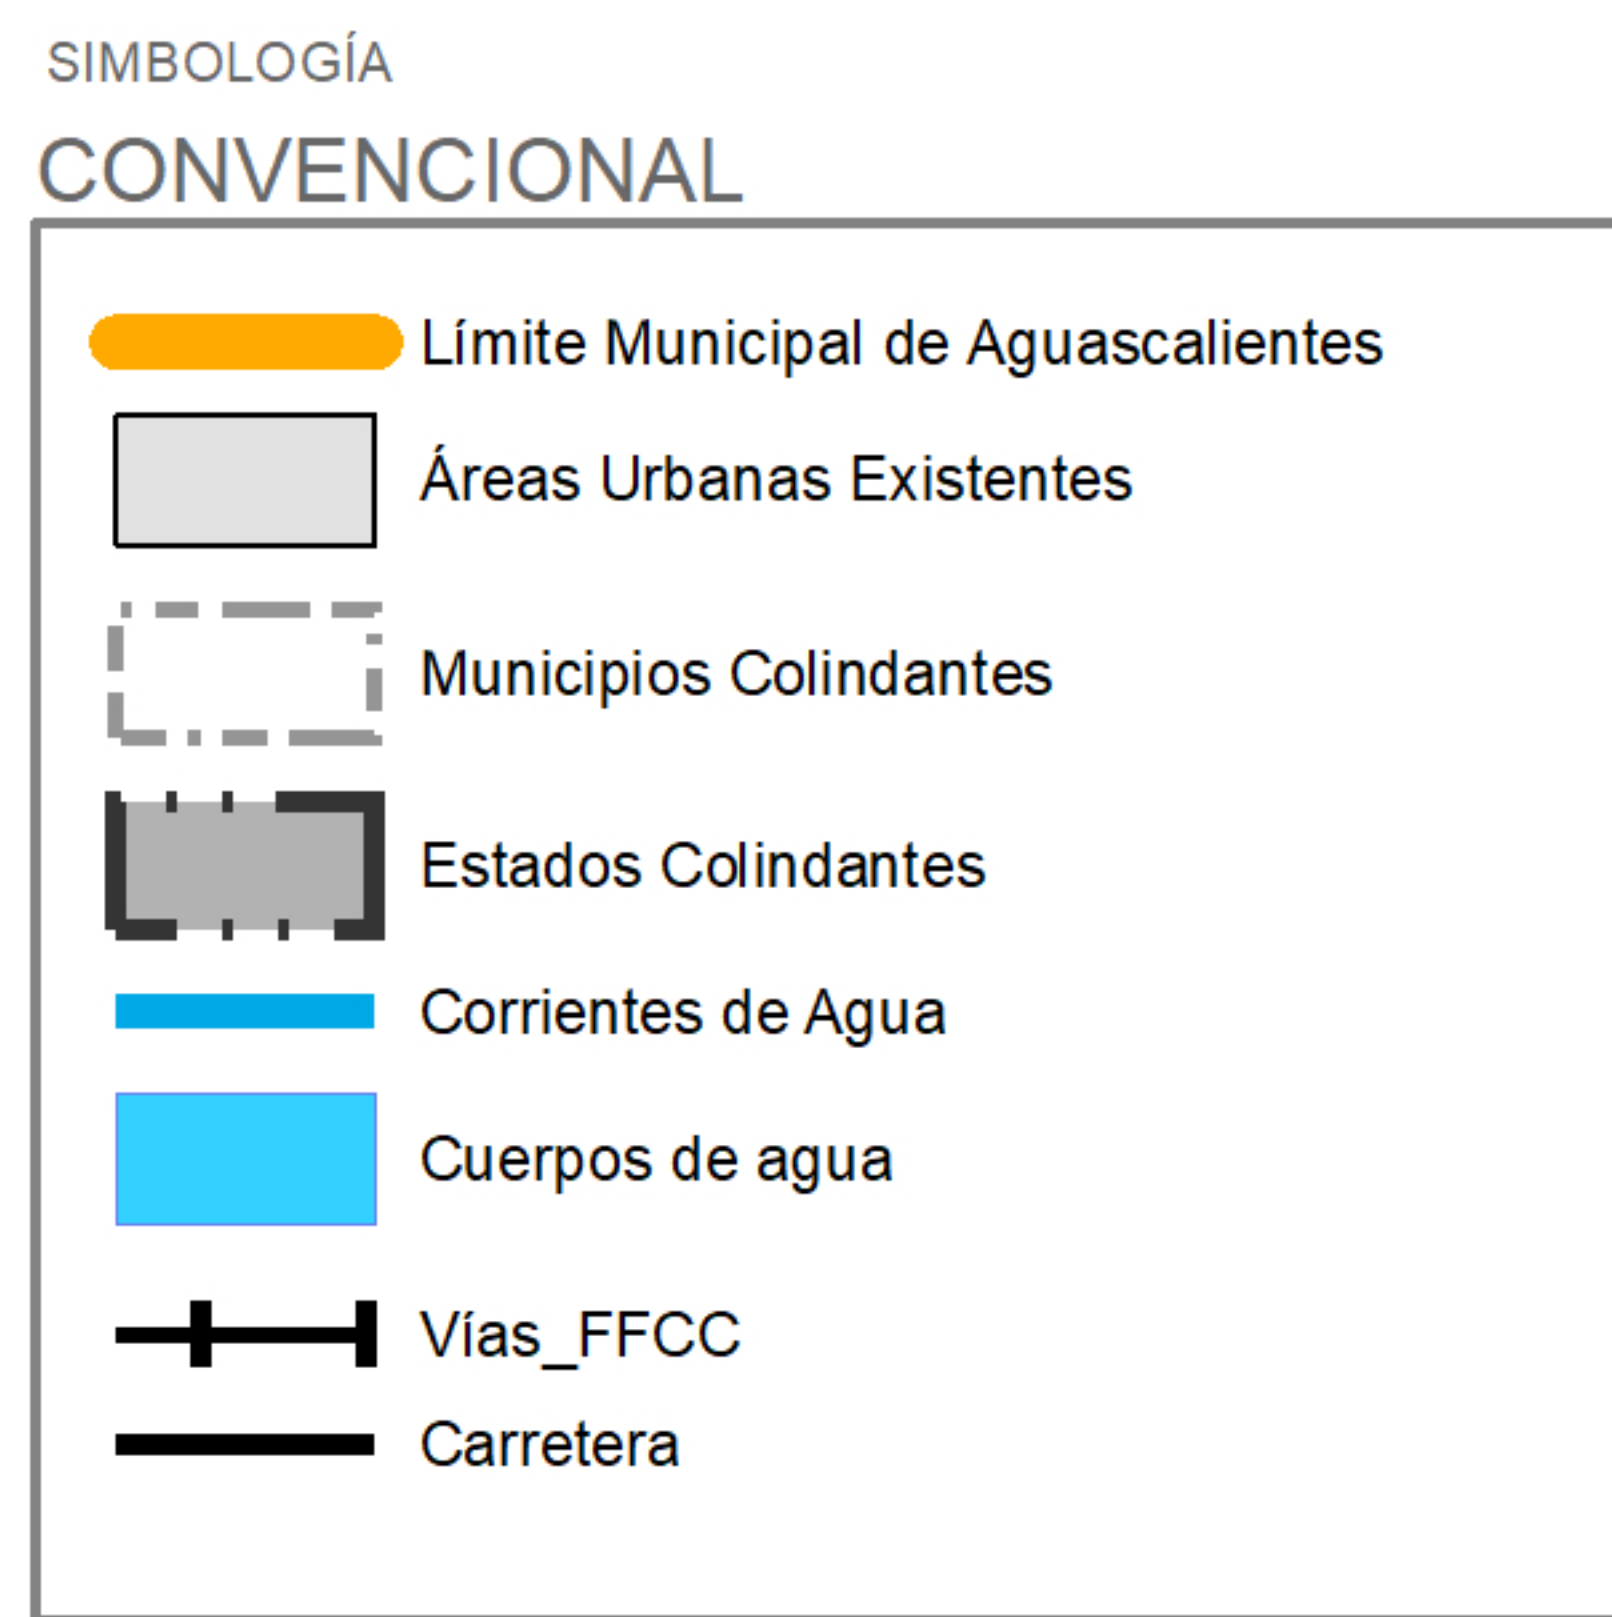 SIMBOLOGÍA
CONVENCIONAL
Límite Municipal de Aguascalientes
Áreas Urbanas Existentes
Municipios Colindantes
Estados Colindantes
Corrientes de Agua
Cuerpos de agua
Vías_FFCC
Carretera